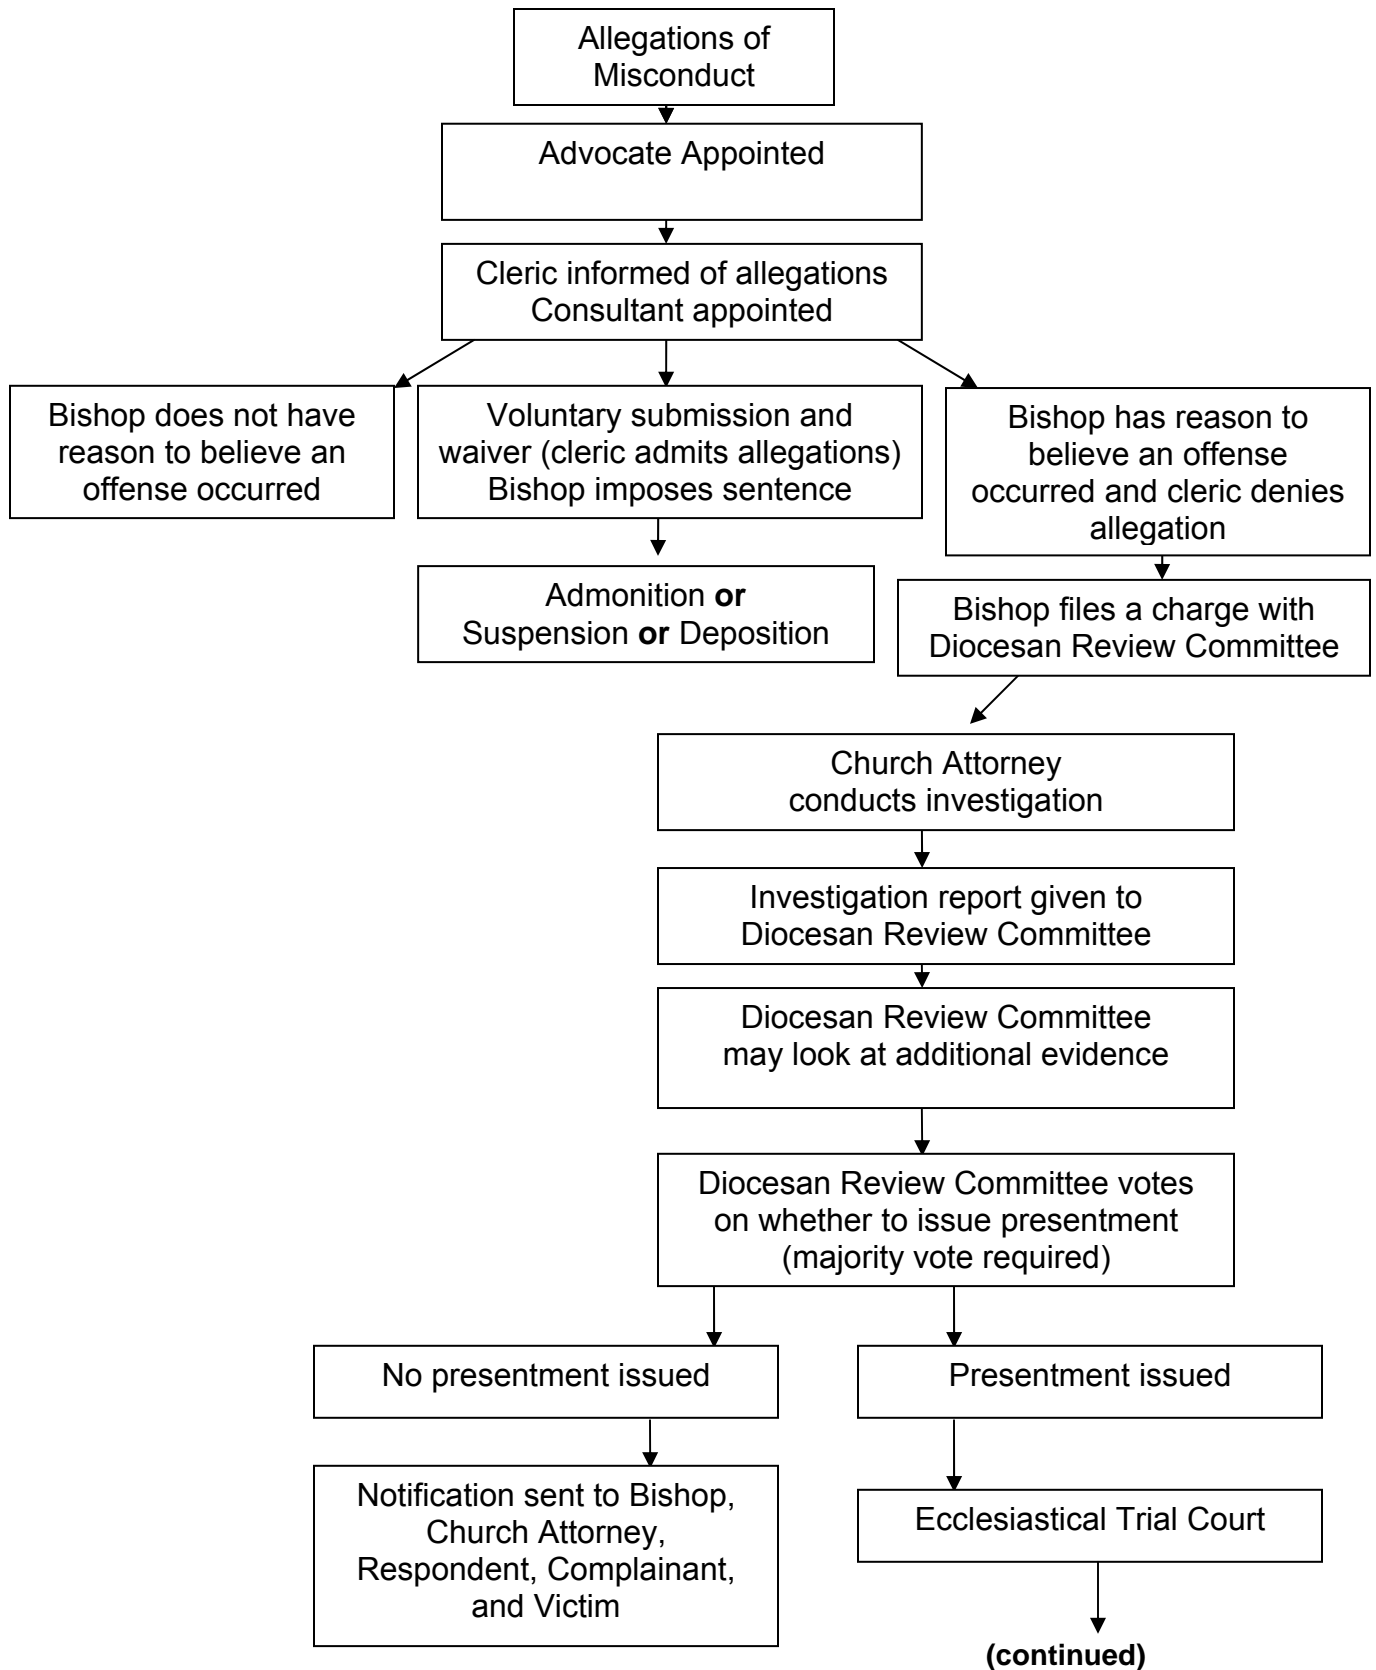 Allegations of
Misconduct
Advocate Appointed
Cleric informed of allegations
Consultant appointed
Bishop does not have
reason to believe an
offense occurred
Voluntary submission and
waiver (cleric admits allegations)
Bishop imposes sentence
Bishop has reason to
believe an offense
occurred and cleric denies
allegation
Admonition or
Suspension or Deposition
Bishop files a charge with
Diocesan Review Committee
Church Attorney
conducts investigation
Investigation report given to
Diocesan Review Committee
Diocesan Review Committee
may look at additional evidence
Diocesan Review Committee votes
on whether to issue presentment
(majority vote required)
No presentment issued
Presentment issued
Notification sent to Bishop,
Church Attorney,
Respondent, Complainant,
and Victim
Ecclesiastical Trial Court
(continued)